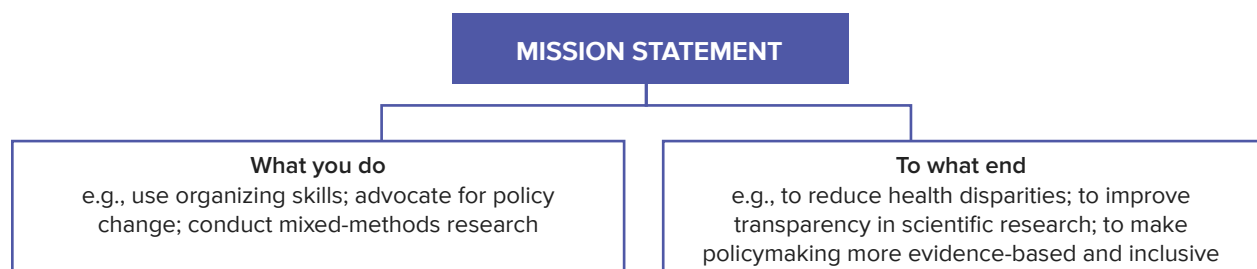 MISSION STATEMENT
What you do
e.g., use organizing skills; advocate for policy
change; conduct mixed-methods research
To what end
e.g., to reduce health disparities; to improve
transparency in scientific research; to make
policymaking more evidence-based and inclusive